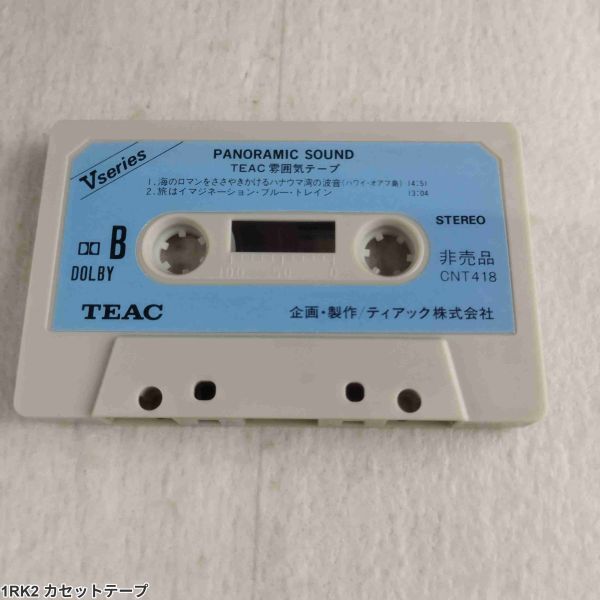 Vseries
PANORAMIC SOUND
TEAC 雰囲気テープ
1. 海のロマンをささやきかけるハナウマ湾の波音(ハワイ・オアフ島) 14:51
2. 旅はイマジネーション・ブルー・トレイン 13:04
STEREO
B
DOLBY
100 50 0
非売品
CNT418
TEAC
企画・製作/ティアック株式会社
1RK2 カセットテープ